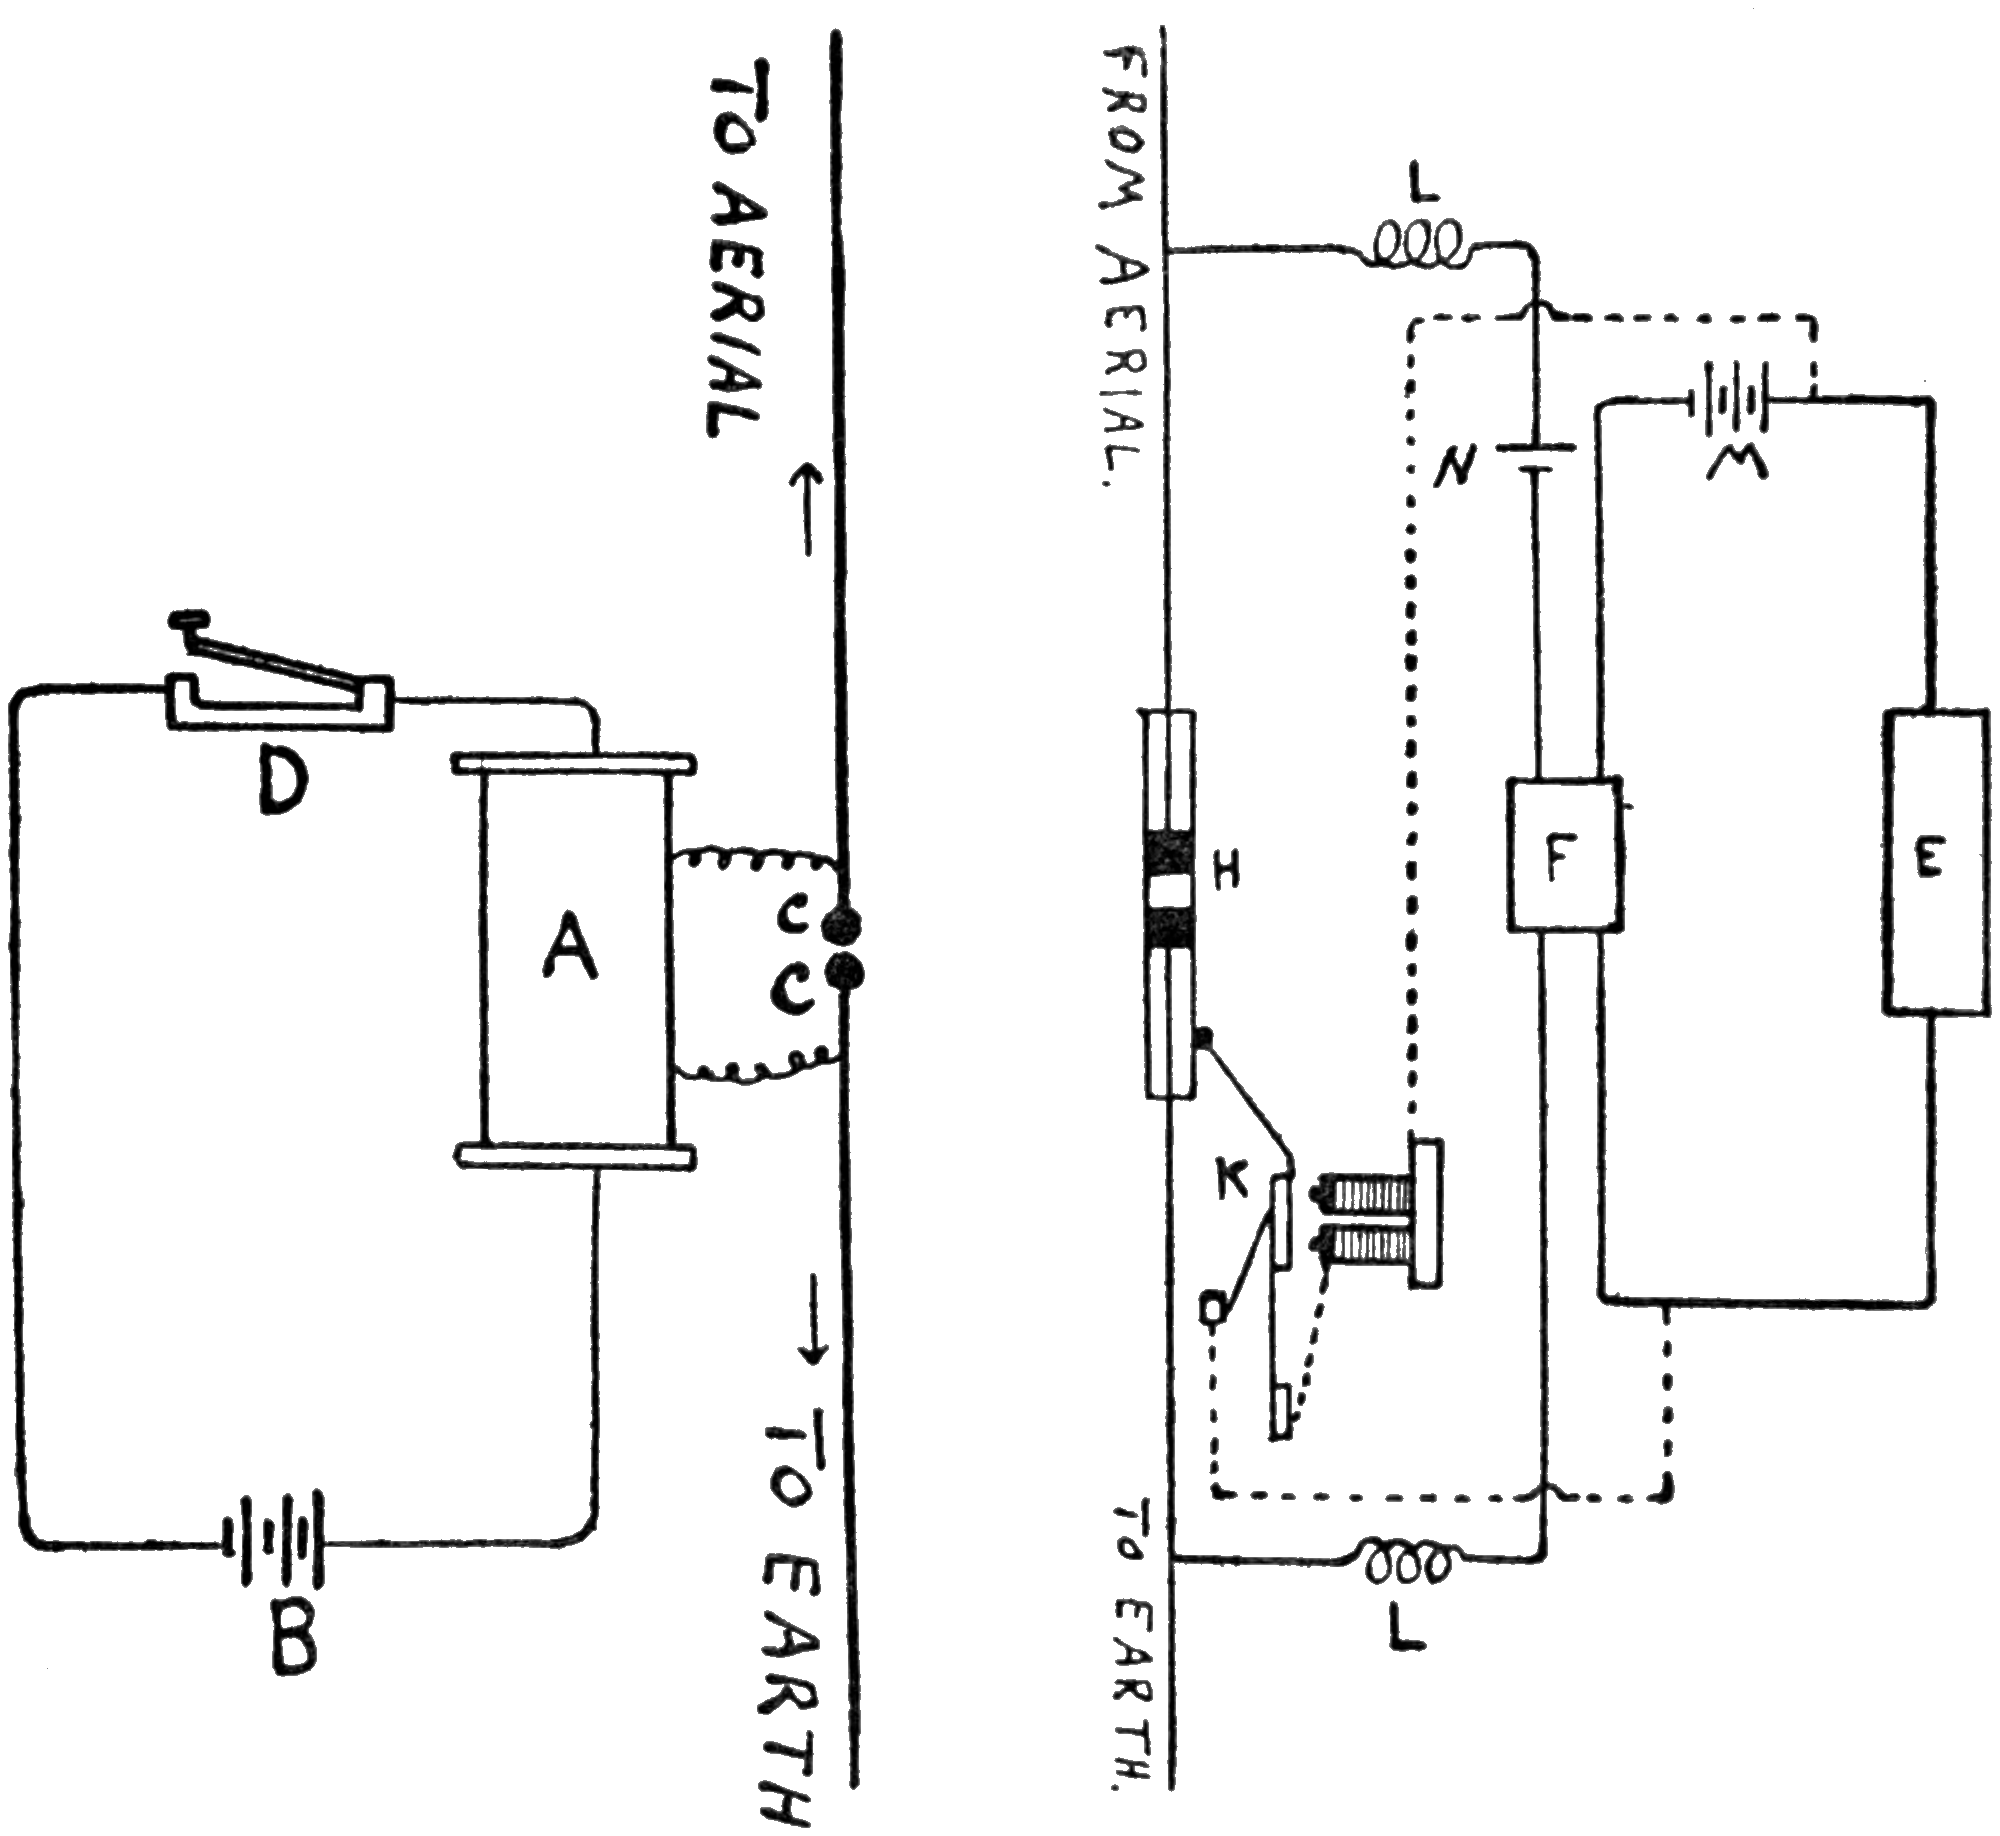 TO AERIAL
D
A
C
C
TO EARTH
B
FROM AERIAL.
L
N
M
H
F
E
K
TO EARTH.
L